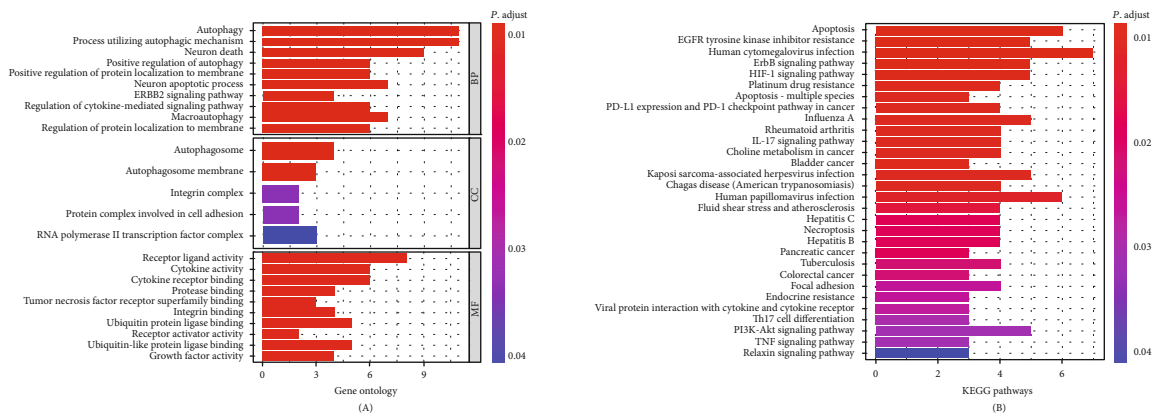 P. adjust
Autophagy
Process utilizing autophagic mechanism
Neuron death
Positive regulation of autophagy
Positive regulation of protein localization to membrane
Neuron apoptotic process
ERBB2 signaling pathway
Regulation of cytokine-mediated signaling pathway
Macroautophagy
Regulation of protein localization to membrane
BP
Autophagosome
Autophagosome membrane
Integrin complex
Protein complex involved in cell adhesion
RNA polymerase II transcription factor complex
CC
Receptor ligand activity
Cytokine activity
Cytokine receptor binding
Protease binding
Tumor necrosis factor receptor superfamily binding
Integrin binding
Ubiquitin protein ligase binding
Receptor activator activity
Ubiquitin-like protein ligase binding
Growth factor activity
MF
0.01
0.02
0.03
0.04
0 3 6 9
Gene ontology
(A)
P. adjust
Apoptosis
EGFR tyrosine kinase inhibitor resistance
Human cytomegalovirus infection
ErbB signaling pathway
HIF-1 signaling pathway
Platinum drug resistance
Apoptosis - multiple species
PD-L1 expression and PD-1 checkpoint pathway in cancer
Influenza A
Rheumatoid arthritis
IL-17 signaling pathway
Choline metabolism in cancer
Bladder cancer
Kaposi sarcoma-associated herpesvirus infection
Chagas disease (American trypanosomiasis)
Human papillomavirus infection
Fluid shear stress and atherosclerosis
Hepatitis C
Necroptosis
Hepatitis B
Pancreatic cancer
Tuberculosis
Colorectal cancer
Focal adhesion
Endocrine resistance
Viral protein interaction with cytokine and cytokine receptor
Th17 cell differentiation
PI3K-Akt signaling pathway
TNF signaling pathway
Relaxin signaling pathway
0.01
0.02
0.03
0.04
0 2 4 6
KEGG pathways
(B)